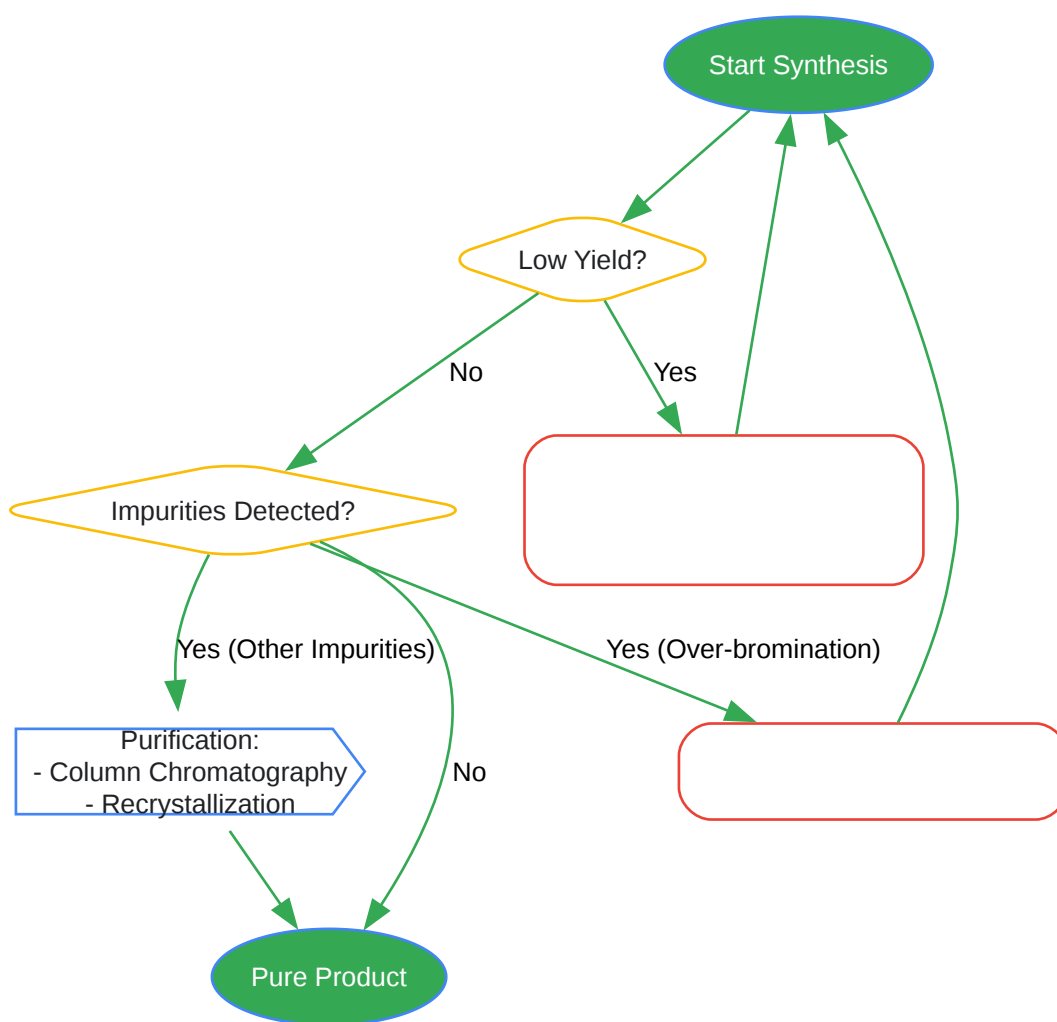 Start Synthesis
Low Yield?
No
Yes
Impurities Detected?
Yes (Other Impurities)
Yes (Over-bromination)
Purification:
- Column Chromatography
- Recrystallization
No
Pure Product